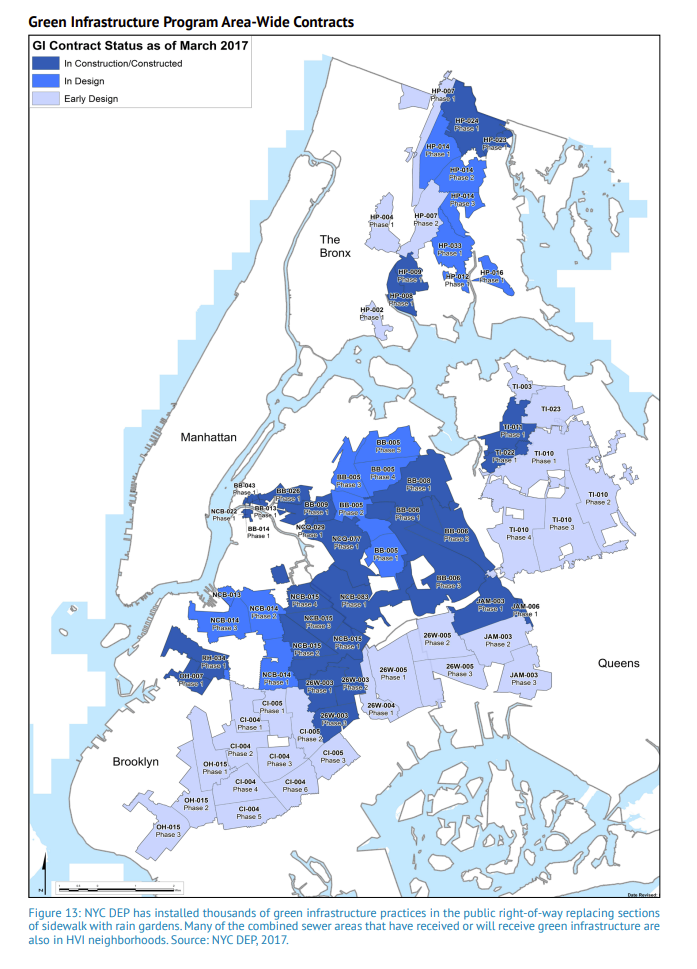 Green Infrastructure Program Area-Wide Contracts
GI Contract Status as of March 2017
In Construction/Constructed
In Design
Early Design
HP-007
Phase 1
HP-024
Phase 1
HP-023
Phase 1
HP-014
Phase 1
HP-014
Phase 2
HP-014
Phase 3
HP-004
Phase 1
HP-007
Phase 2
The
Bronx
HP-033
Phase 1
HP-009
Phase 1
HP-012
Phase 1
HP-016
Phase 1
HP-008
Phase 1
HP-002
Phase 1
TI-003
TI-023
TI-011
Phase 1
TI-022
Phase 1
TI-010
Phase 1
TI-010
Phase 2
TI-010
Phase 3
TI-010
Phase 4
Manhattan
BB-005
Phase 5
BB-005
Phase 4
BB-005
Phase 3
BB-008
Phase 1
BB-043
Phase 1
BB-026
Phase 1
BB-009
Phase 1
BB-005
Phase 2
BB-006
Phase 1
NCB-022
BB-013
Phase 1
BB-014
Phase 1
NCQ-029
Phase 1
NCQ-077
Phase 1
BB-006
Phase 2
BB-005
Phase 1
BB-006
Phase 3
NCB-013
NCB-014
Phase 2
NCB-014
Phase 3
NCB-015
Phase 4
NCB-083
Phase 1
NCB-015
Phase 3
NCB-015
Phase 1
NCB-015
Phase 2
JAM-003
Phase 1
JAM-006
Phase 1
JAM-003
Phase 2
JAM-003
Phase 3
26W-005
Phase 2
26W-005
Phase 1
26W-005
Phase 3
Queens
RH-034
Phase 1
OH-007
Phase 1
NCB-014
Phase 1
26W-003
Phase 1
26W-003
Phase 2
26W-004
Phase 1
26W-003
Phase 3
CI-005
Phase 1
CI-004
Phase 1
CI-005
Phase 2
CI-004
Phase 2
CI-004
Phase 3
CI-005
Phase 3
Brooklyn
OH-015
Phase 1
CI-004
Phase 4
CI-004
Phase 6
OH-015
Phase 2
CI-004
Phase 5
OH-015
Phase 3
Date Revised:
Figure 13: NYC DEP has installed thousands of green infrastructure practices in the public right-of-way replacing sections
of sidewalk with rain gardens. Many of the combined sewer areas that have received or will receive green infrastructure are
also in HVI neighborhoods. Source: NYC DEP, 2017.